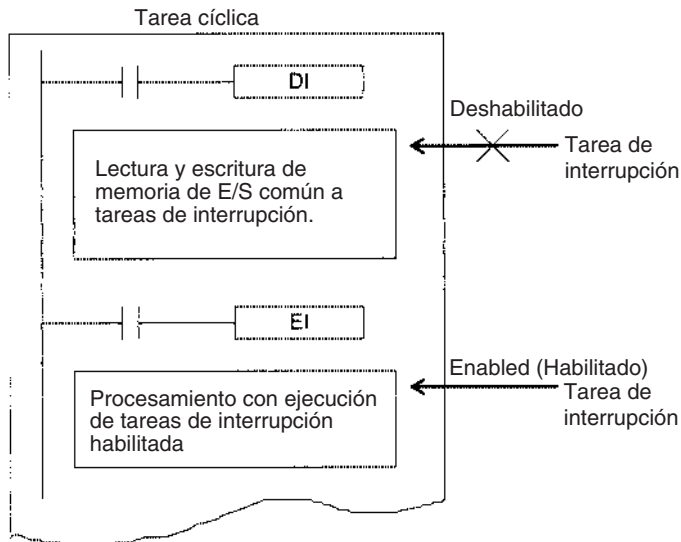 Tarea cíclica
DI
Deshabilitado
Tarea de
interrupción
Lectura y escritura de
memoria de E/S común a
tareas de interrupción.
EI
Enabled (Habilitado)
Tarea de
interrupción
Procesamiento con ejecución
de tareas de interrupción
habilitada